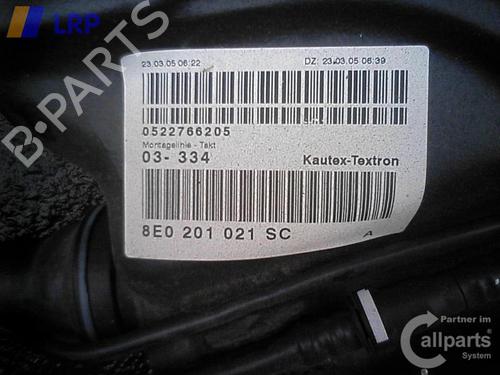 LRP
B-PARTS
23.03.05 06:22
DZ: 23.03.05 06:39
0522766205
Montagelinie - Takt
03- 334
Kautex-Textron
8E0 201 021 SC
A
Partner im
Callparts
System